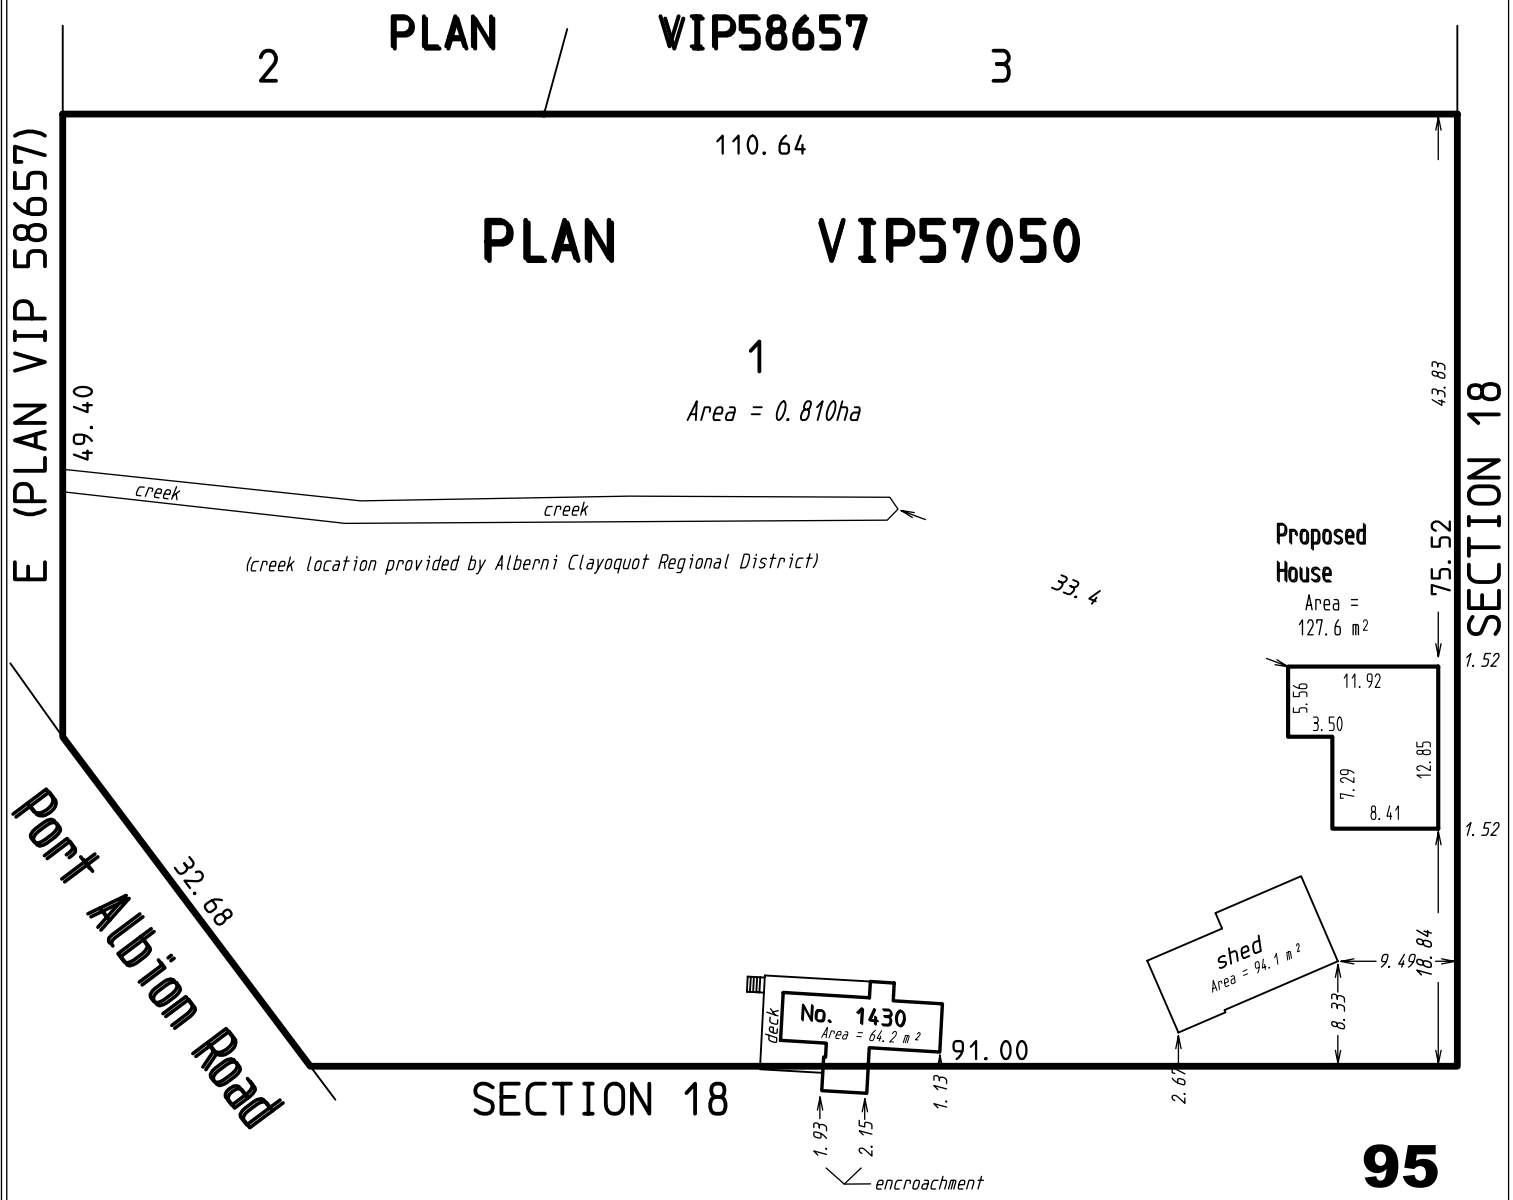 PLAN VIP58657
2 3
110.64
PLAN VIP57050
E (PLAN VIP 58657)
49.40
1
Area = 0.810ha
43.83
SECTION 18
75.52
creek
creek
(creek location provided by Alberni Clayoquot Regional District)
33.4
Proposed
House
Area =
127.6 m²
1.52
11.92
5.56
3.50
12.85
7.29
8.41
1.52
Port Albion Road
32.68
shed
Area = 94.1 m²
9.49
18.84
8.33
2.67
deck
No. 1430
Area = 64.2 m²
91.00
1.13
SECTION 18
1.93
2.15
encroachment
95